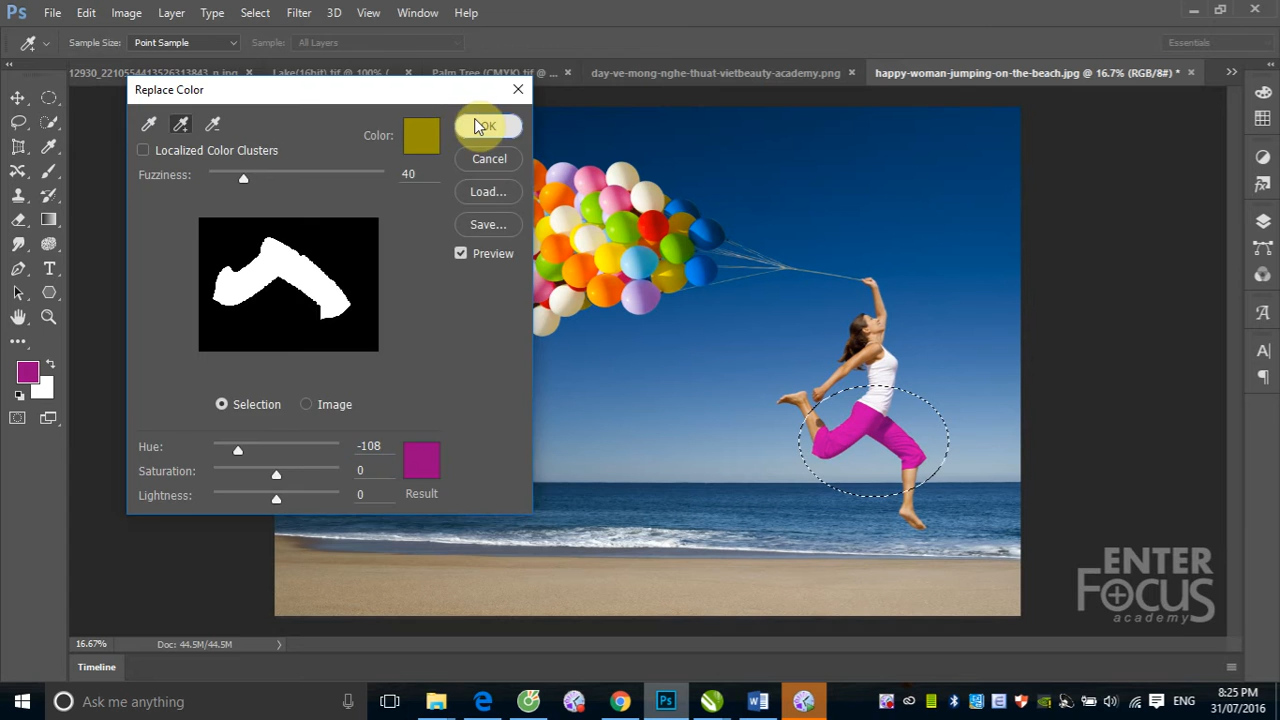 Ps File Edit Image Layer Type Select Filter 3D View Window Help
Sample Size: Point Sample Sample: All Layers Essentials
12930_2210554413526313843_n.jpg Lake(16bit).tif @ 100% ( Palm Tree (CMYK).tif @ ... day-ve-mong-nghe-thuat-vietbeauty-academy.png happy-woman-jumping-on-the-beach.jpg @ 16.7% (RGB/8#) *
Replace Color
Color:
OK
Localized Color Clusters
Cancel
Fuzziness: 40
Load...
Save...
Preview
Selection Image
Hue: -108
Saturation: 0
Lightness: 0
Result
ENTER
FOCUS
academy
16.67% Doc: 44.5M/44.5M
Timeline
Ask me anything
ENG
8:25 PM
31/07/2016